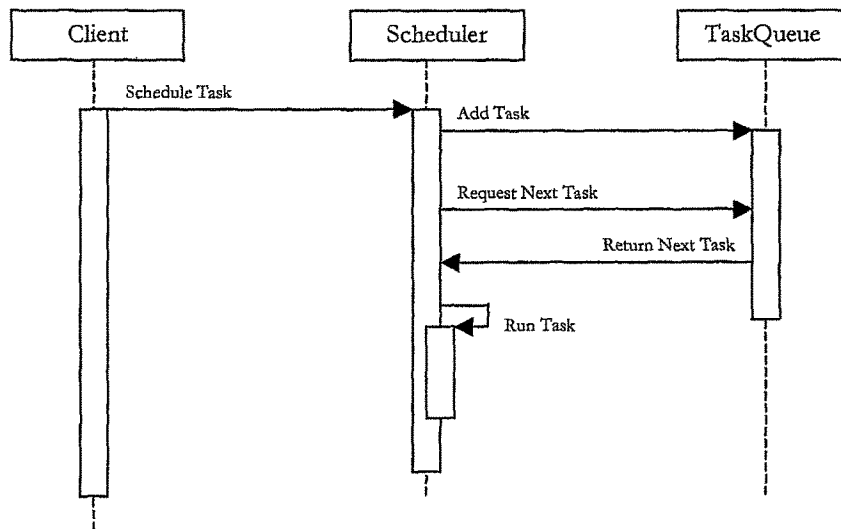 Client
Scheduler
TaskQueue
Schedule Task
Add Task
Request Next Task
Return Next Task
Run Task